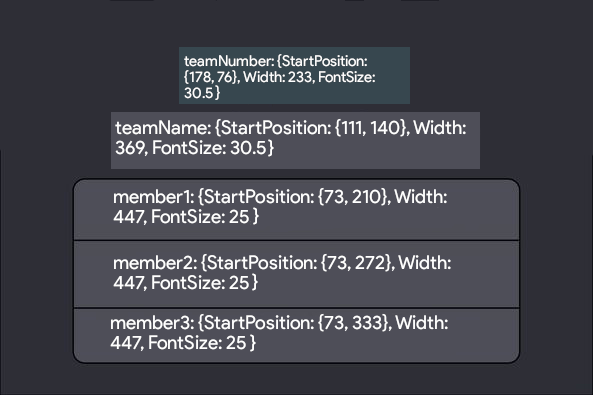 teamNumber: {StartPosition:
{178, 76}, Width: 233, FontSize:
30.5 }
teamName: {StartPosition: {111, 140}, Width:
369, FontSize: 30.5}
member1: {StartPosition: {73, 210}, Width:
447, FontSize: 25 }
member2: {StartPosition: {73, 272}, Width:
447, FontSize: 25 }
member3: {StartPosition: {73, 333}, Width:
447, FontSize: 25 }